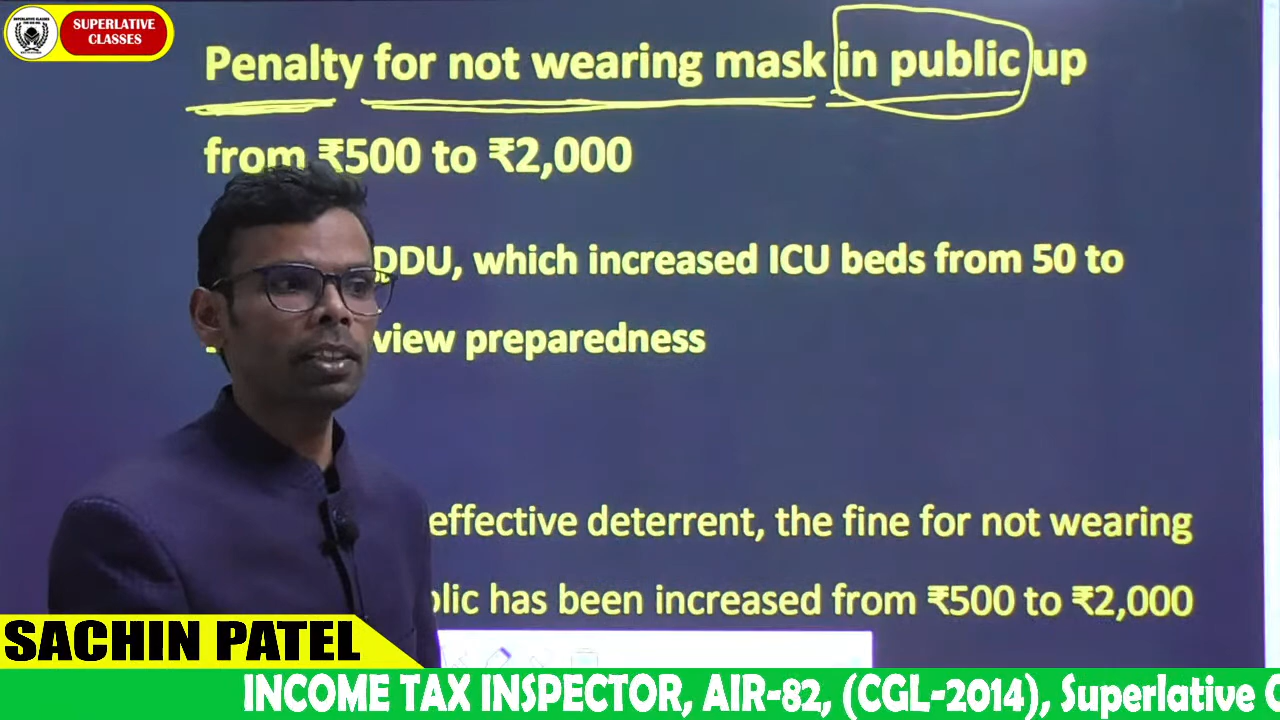 SUPERLATIVE
CLASSES
Penalty for not wearing mask in public up
from ₹500 to ₹2,000
DDU, which increased ICU beds from 50 to
view preparedness
effective deterrent, the fine for not wearing
has been increased from ₹500 to ₹2,000
SACHIN PATEL
INCOME TAX INSPECTOR, AIR-82, (CGL-2014), Superlative